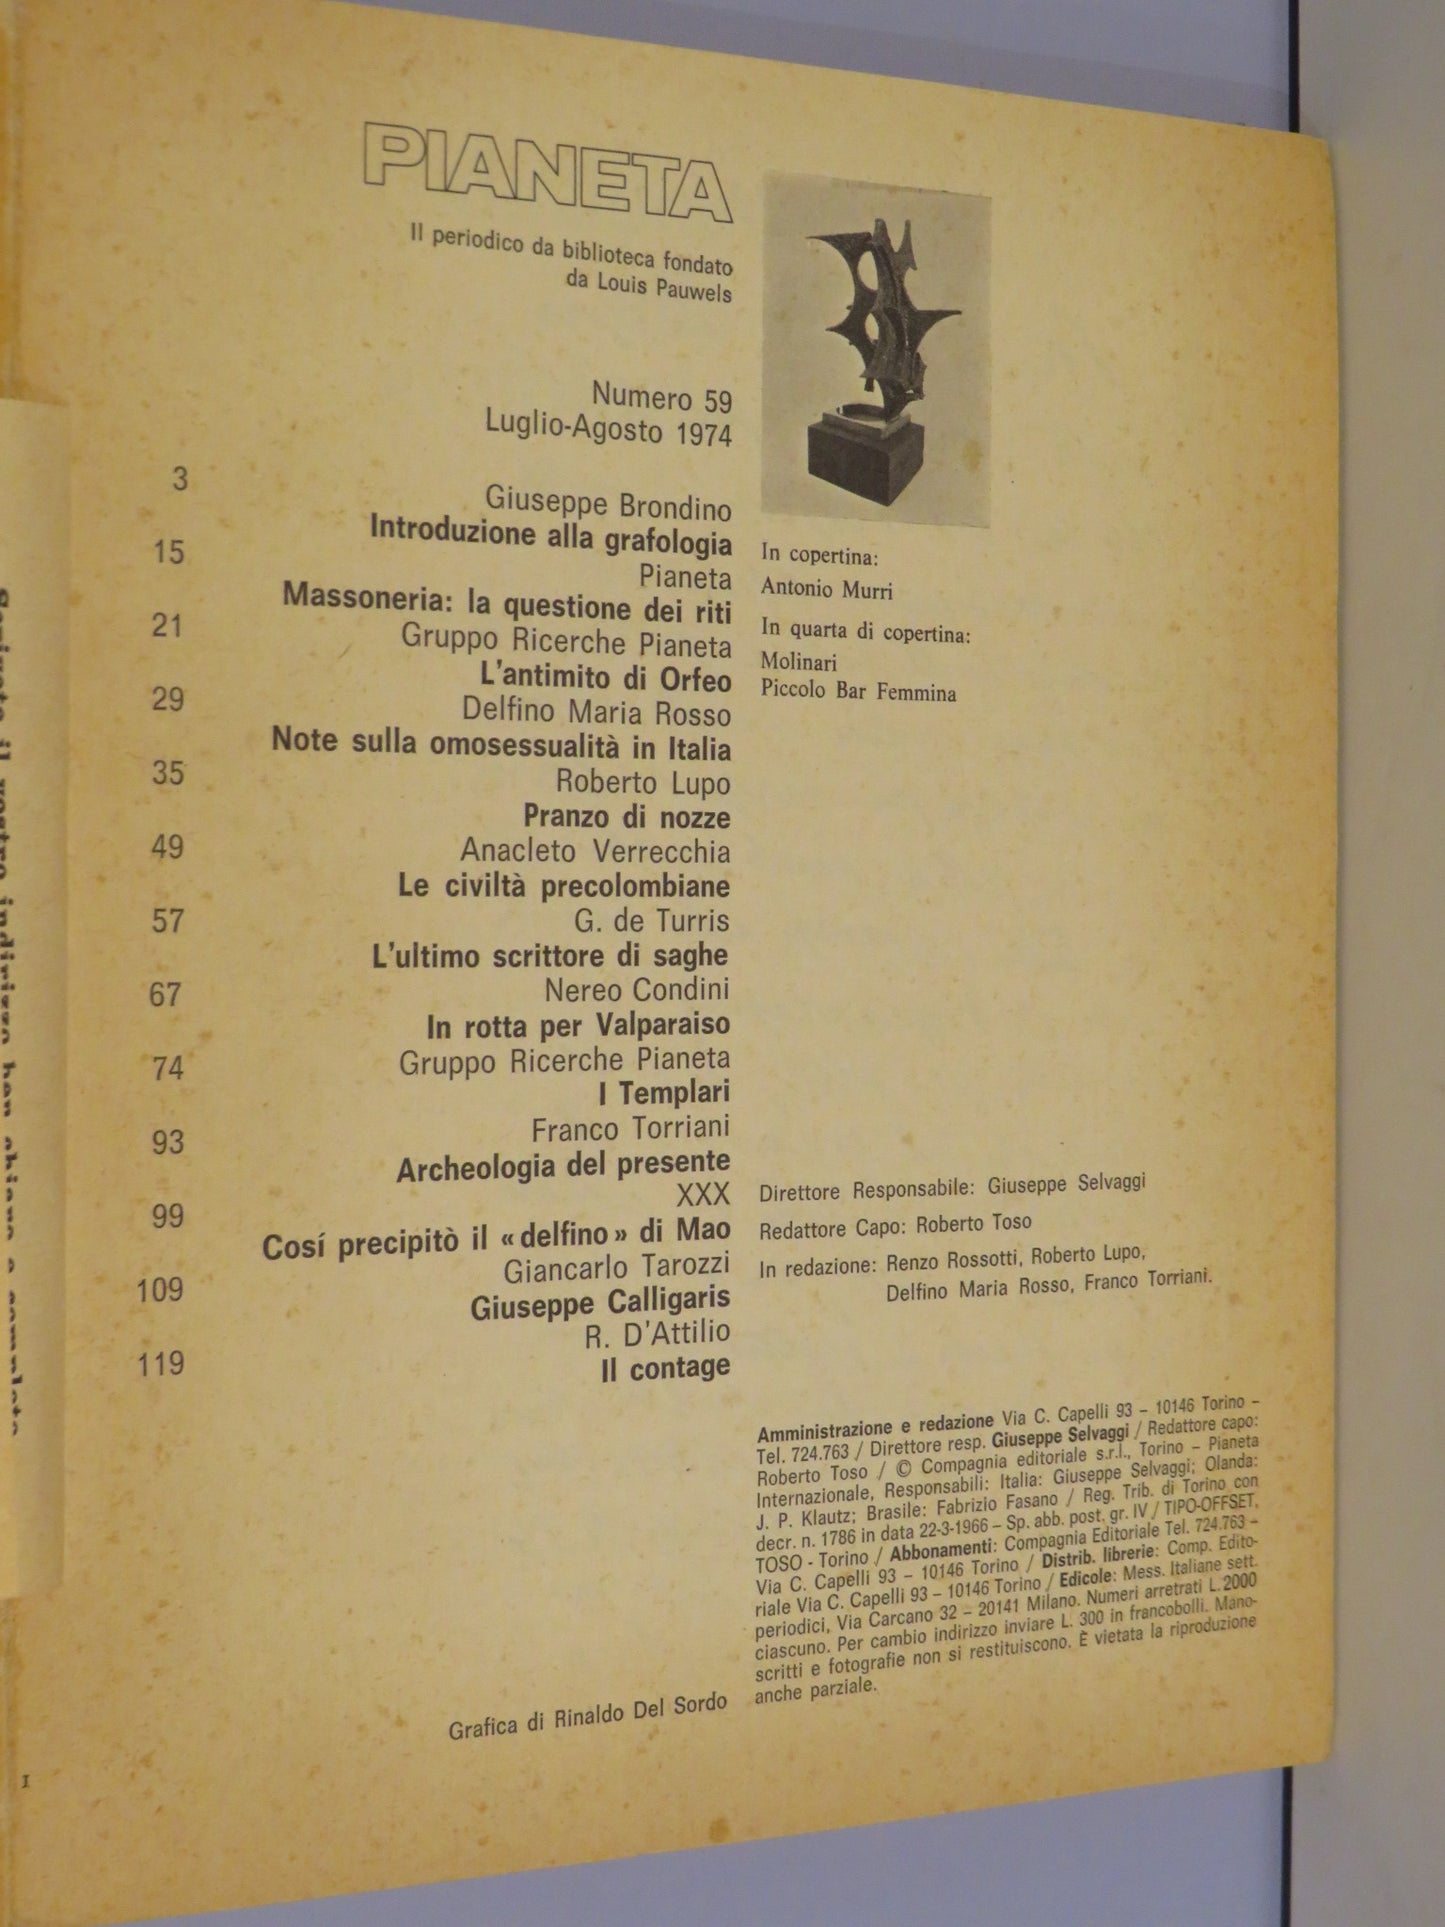 PIANETA
Il periodico da biblioteca fondato
da Louis Pauwels
Numero 59
Luglio-Agosto 1974
3
Giuseppe Brondino
Introduzione alla grafologia
15
Pianeta
Massoneria: la questione dei riti
21
Gruppo Ricerche Pianeta
L'antimito di Orfeo
29
Delfino Maria Rosso
Note sulla omosessualità in Italia
35
Roberto Lupo
Pranzo di nozze
49
Anacleto Verrecchia
Le civiltà precolombiane
57
G. de Turris
L'ultimo scrittore di saghe
67
Nereo Condini
In rotta per Valparaiso
74
Gruppo Ricerche Pianeta
I Templari
93
Franco Torriani
Archeologia del presente
99
XXX
Cosí precipitò il «delfino» di Mao
109
Giancarlo Tarozzi
Giuseppe Calligaris
119
R. D'Attilio
Il contage
Grafica di Rinaldo Del Sordo
In copertina:
Antonio Murri
In quarta di copertina:
Molinari
Piccolo Bar Femmina
Direttore Responsabile: Giuseppe Selvaggi
Redattore Capo: Roberto Toso
In redazione: Renzo Rossotti, Roberto Lupo,
Delfino Maria Rosso, Franco Torriani.
Amministrazione e redazione Via C. Capelli 93 – 10146 Torino –
Tel. 724.763 / Direttore resp. Giuseppe Selvaggi / Redattore capo:
Roberto Toso / © Compagnia editoriale s.r.l., Torino – Pianeta
Internazionale, Responsabili: Italia: Giuseppe Selvaggi; Olanda:
J. P. Klautz; Brasile: Fabrizio Fasano / Reg. Trib. di Torino con
decr. n. 1786 in data 22-3-1966 – Sp. abb. post. gr. IV / TIPO-OFFSET,
TOSO - Torino / Abbonamenti: Compagnia Editoriale Tel. 724.763 –
Via C. Capelli 93 – 10146 Torino / Distrib. librerie: Comp. Edito-
riale Via C. Capelli 93 – 10146 Torino / Edicole: Mess. Italiane sett.
periodici, Via Carcano 32 – 20141 Milano. Numeri arretrati L. 2000
ciascuno. Per cambio indirizzo inviare L. 300 in francobolli. Mano-
scritti e fotografie non si restituiscono. È vietata la riproduzione
anche parziale.
I